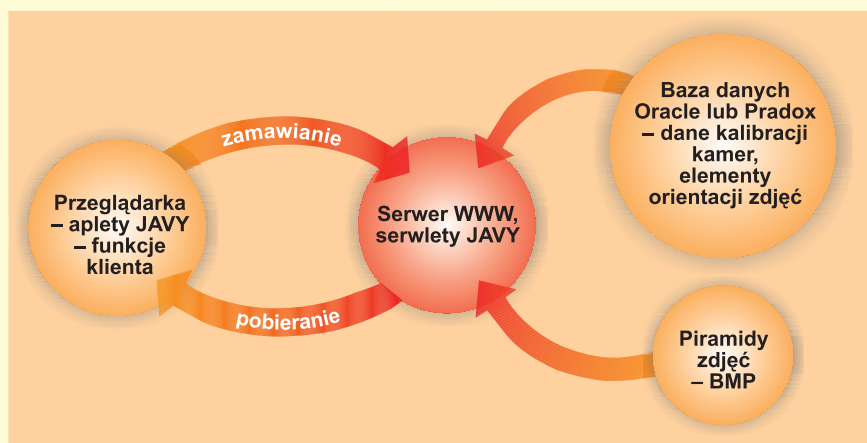 Przeglądarka
– aplety JAVY
– funkcje
klienta
zamawianie
pobieranie
Serwer WWW,
serwlety JAVY
Baza danych
Oracle lub Pradox
– dane kalibracji
kamer,
elementy
orientacji zdjęć
Piramidy
zdjęć
– BMP